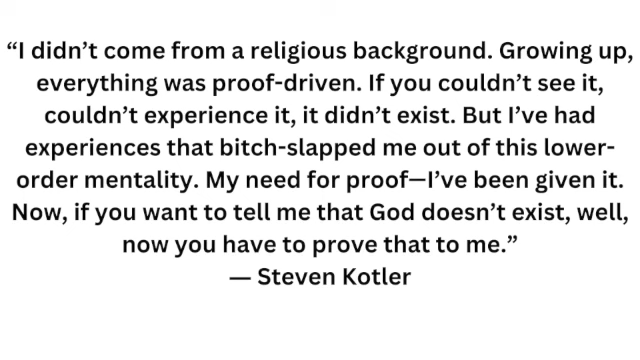 “I didn’t come from a religious background. Growing up,
everything was proof-driven. If you couldn’t see it,
couldn’t experience it, it didn’t exist. But I’ve had
experiences that bitch-slapped me out of this lower-
order mentality. My need for proof—I’ve been given it.
Now, if you want to tell me that God doesn’t exist, well,
now you have to prove that to me.”
— Steven Kotler